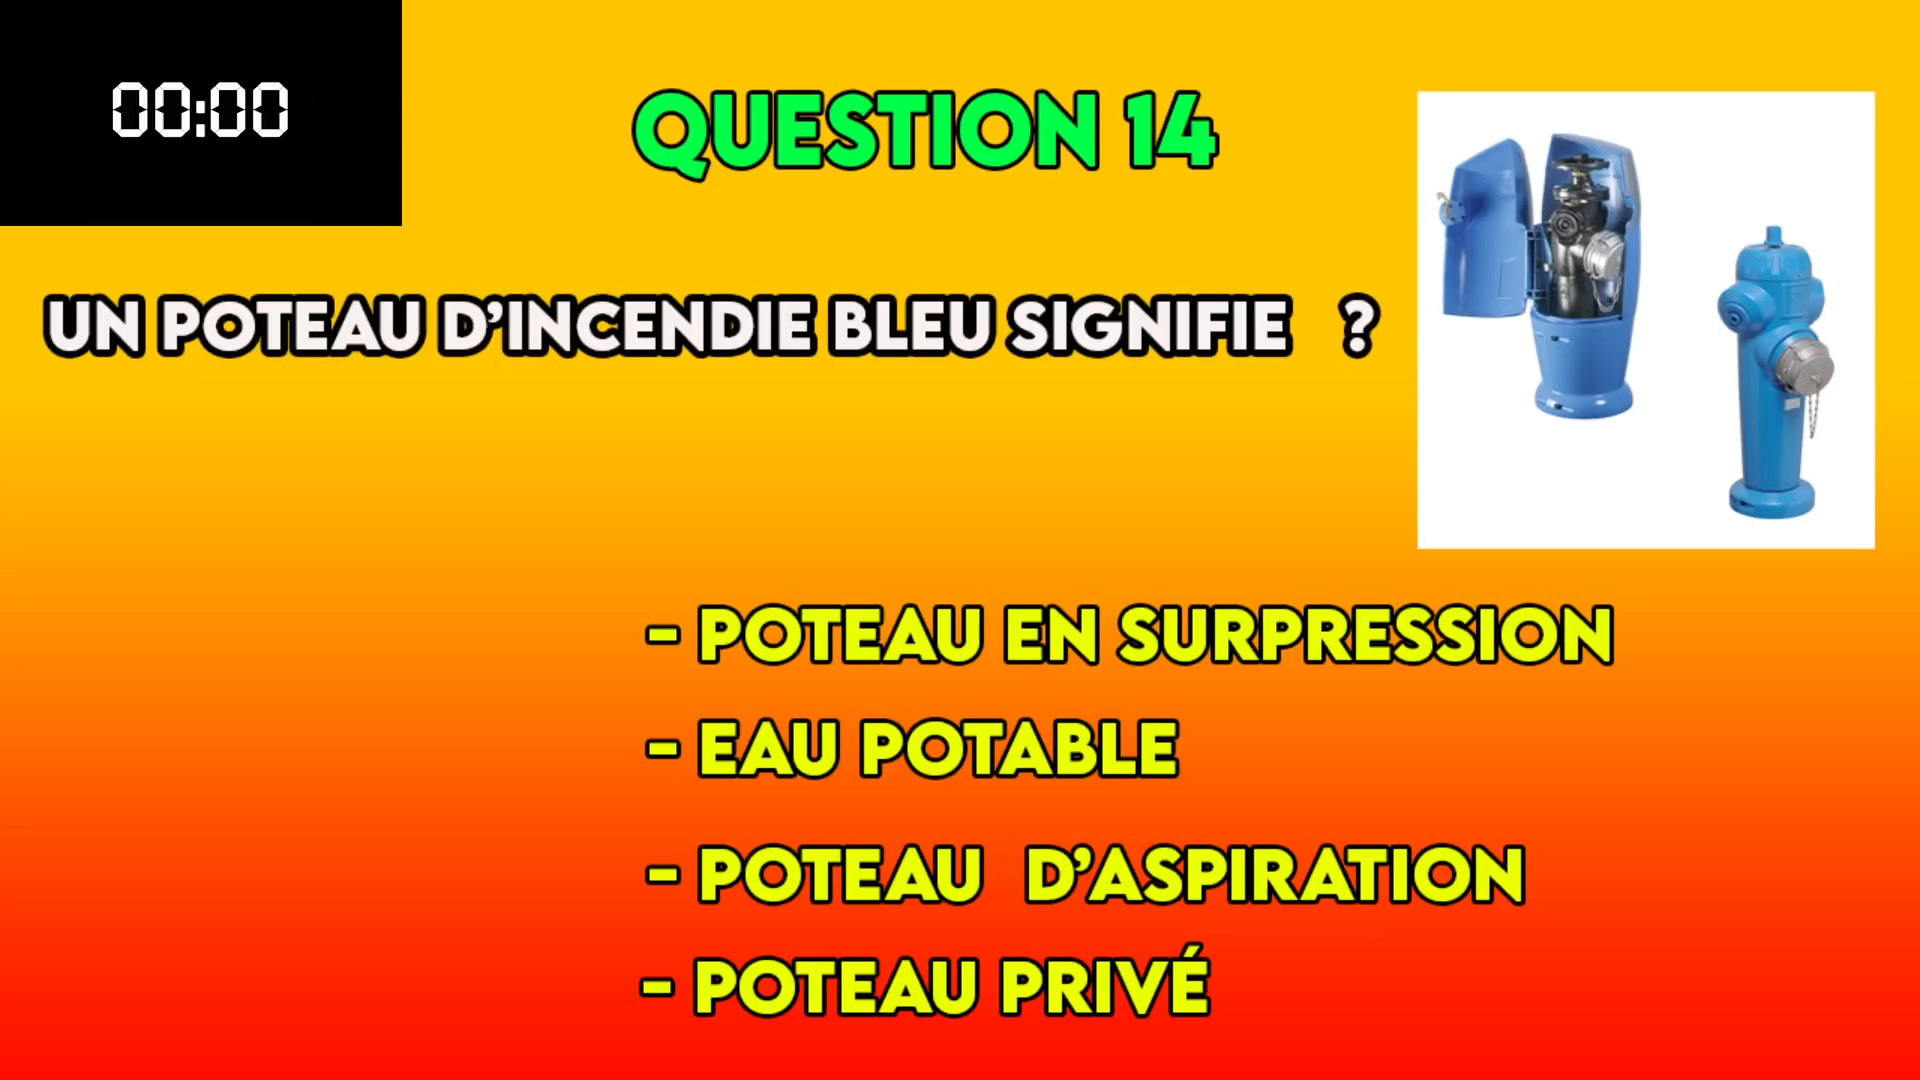 00:00
QUESTION 14
UN POTEAU D'INCENDIE BLEU SIGNIFIE ?
- POTEAU EN SURPRESSION
- EAU POTABLE
- POTEAU D'ASPIRATION
- POTEAU PRIVÉ